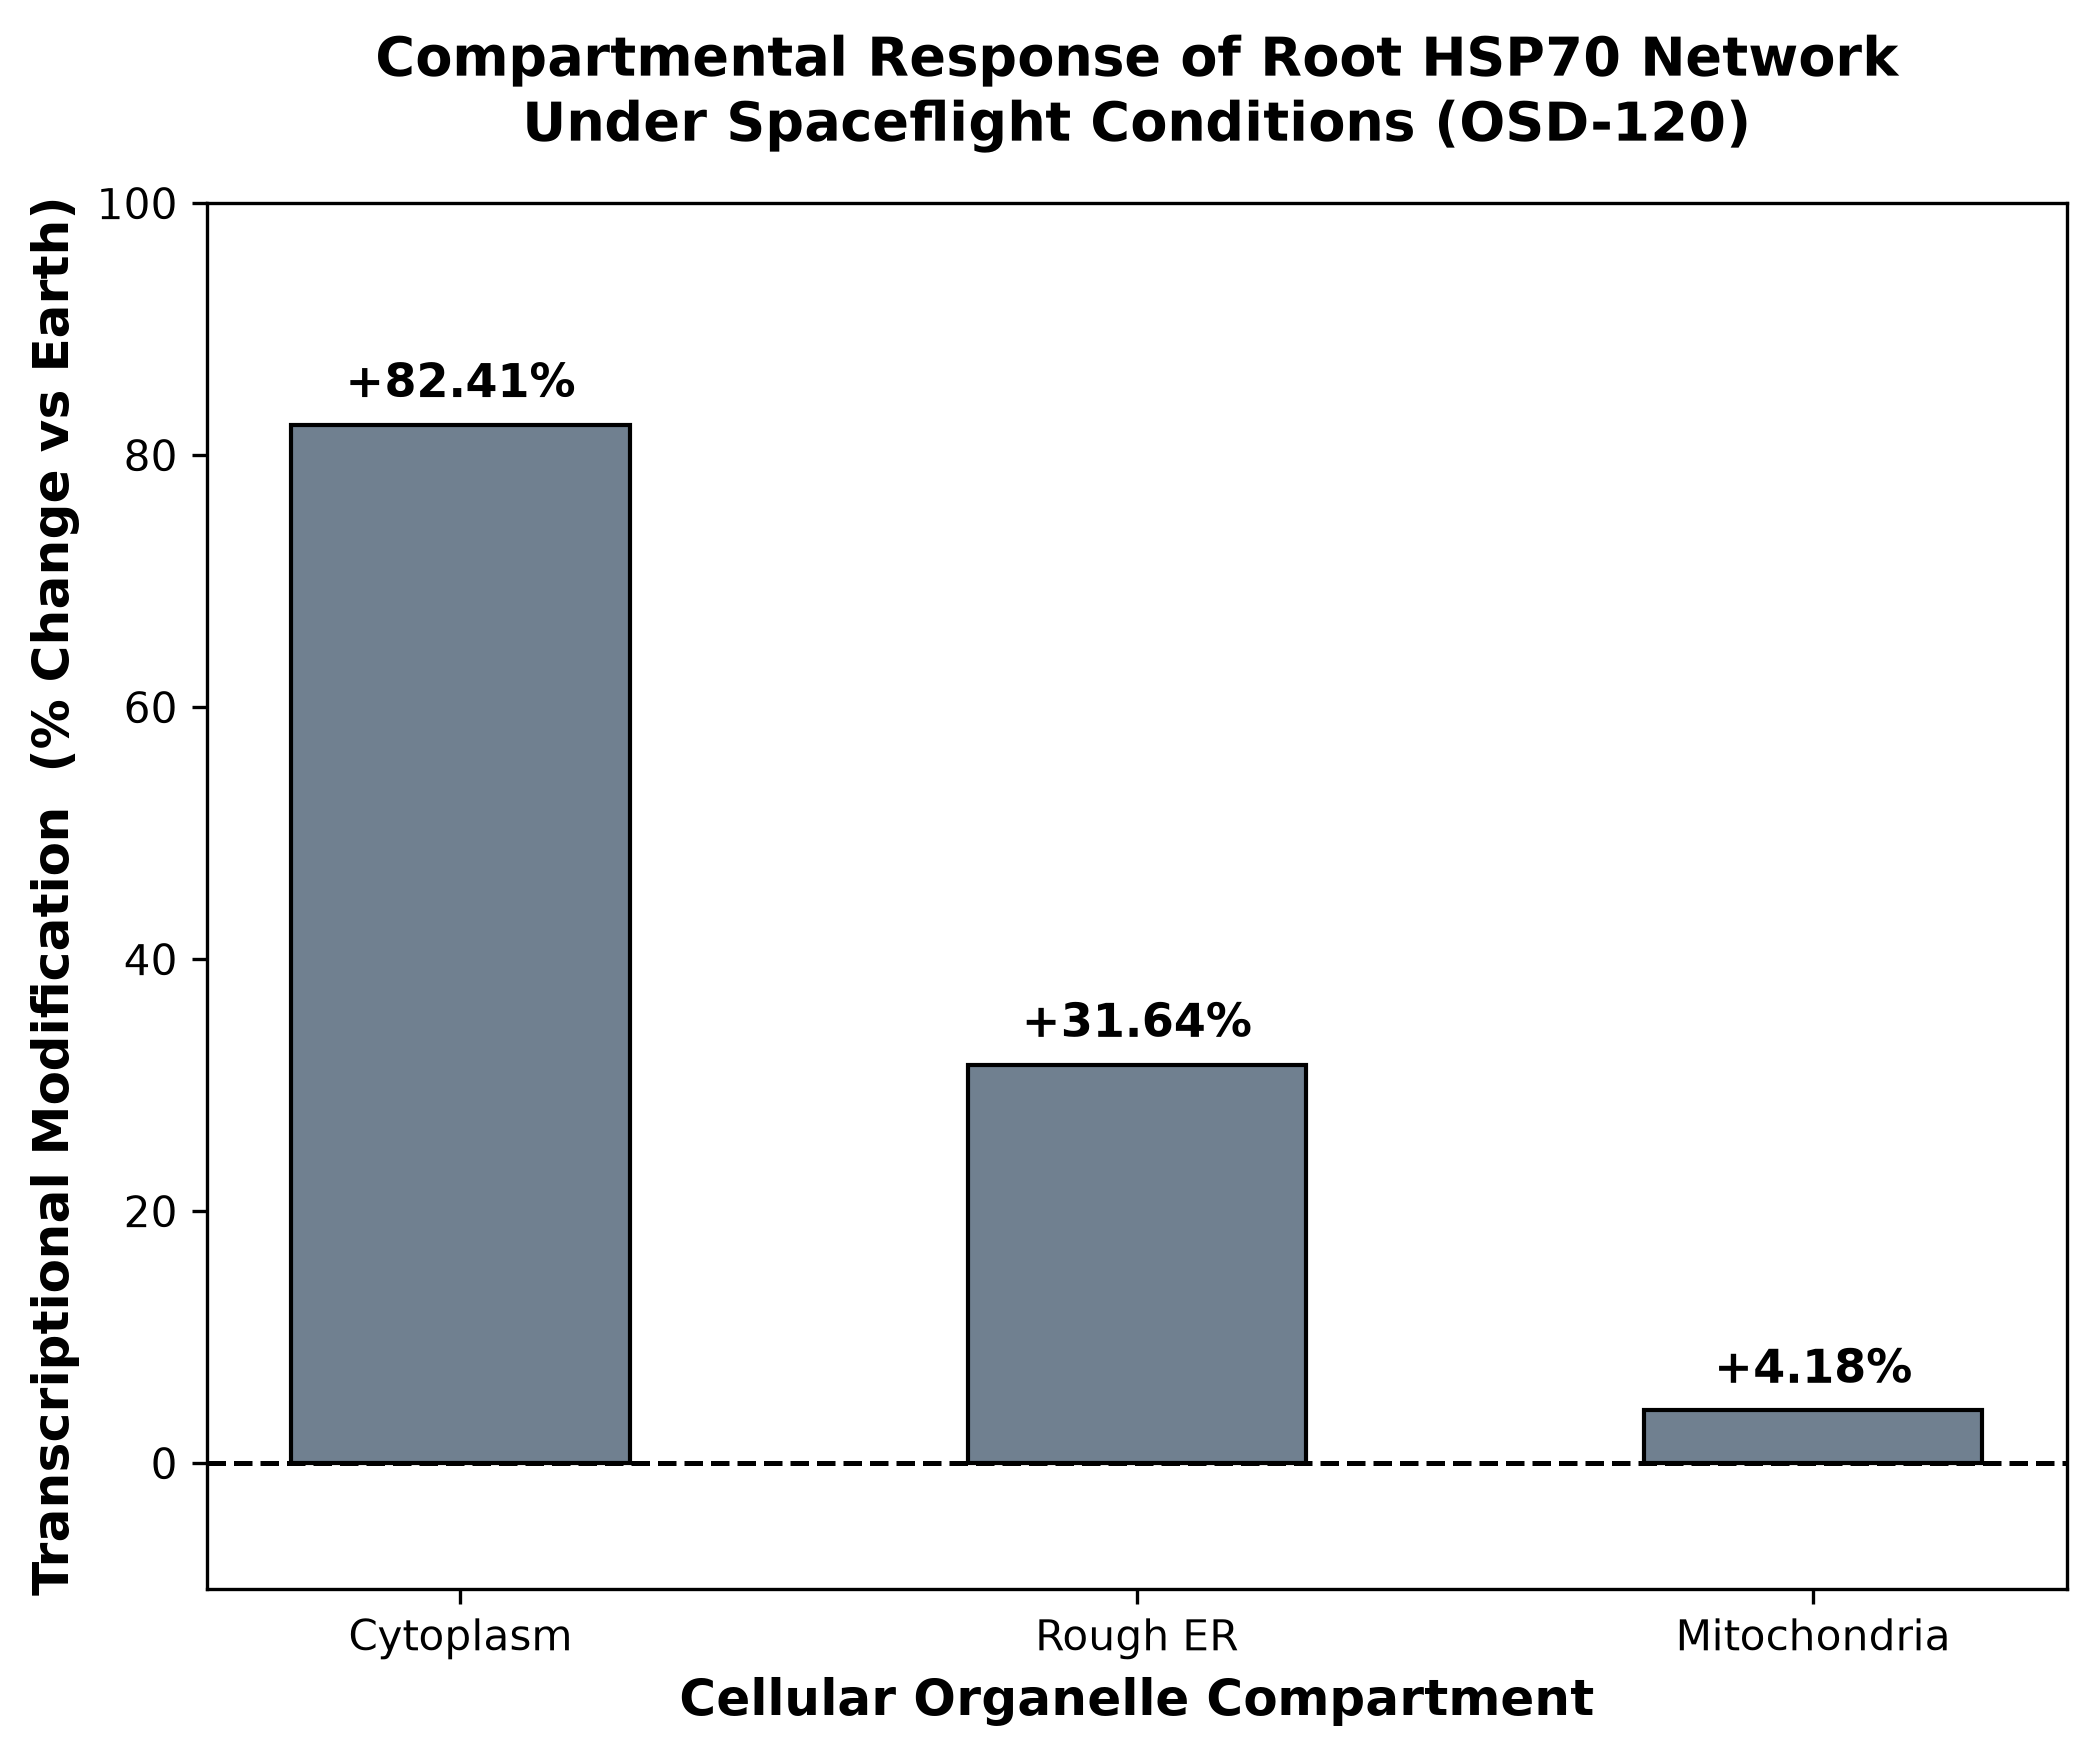 Compartmental Response of Root HSP70 Network
Under Spaceflight Conditions (OSD-120)
Transcriptional Modification  (% Change vs Earth)
100
80
60
40
20
0
+82.41%
+31.64%
+4.18%
Cytoplasm
Rough ER
Mitochondria
Cellular Organelle Compartment